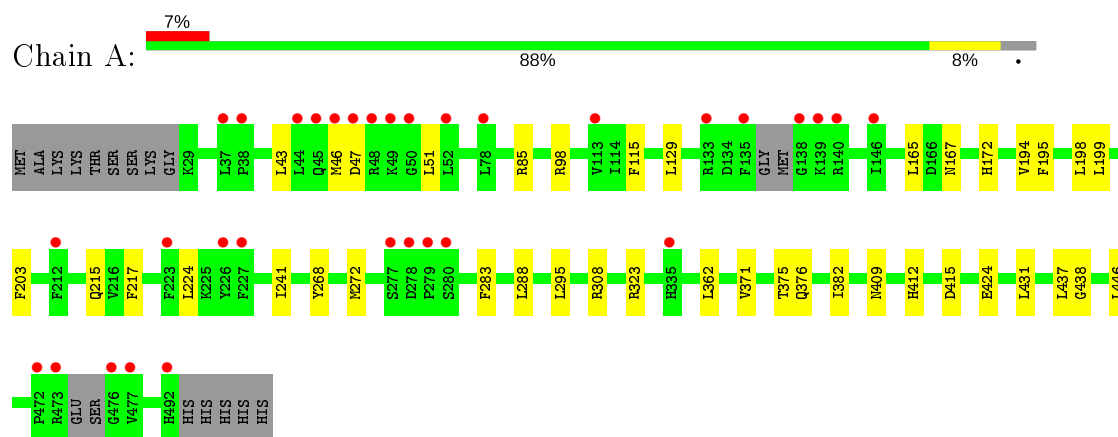 7%
Chain A:
88% 8% •
MET ALA LYS LYS THR SER SER LYS GLY K29 L37 P38 L43 L44 Q45 M46 D47 R48 K49 G50 L51 L52 L78 R85 R98 V113 I114 F115 L129 R133 D134 F135 GLY MET G138 K139 R140 I146 L165 D166 N167 H172 V194 F195 L198 L199
F203 F212 Q215 V216 F217 F223 L224 K225 Y226 F227 I241 Y268 M272 S277 D278 P279 S280 F283 L288 L295 R308 R323 H335 L362 V371 T375 Q376 I382 N409 H412 D415 E424 L431 L437 G438 L446
P472 R473 GLU SER G476 V477 H492 HIS HIS HIS HIS HIS